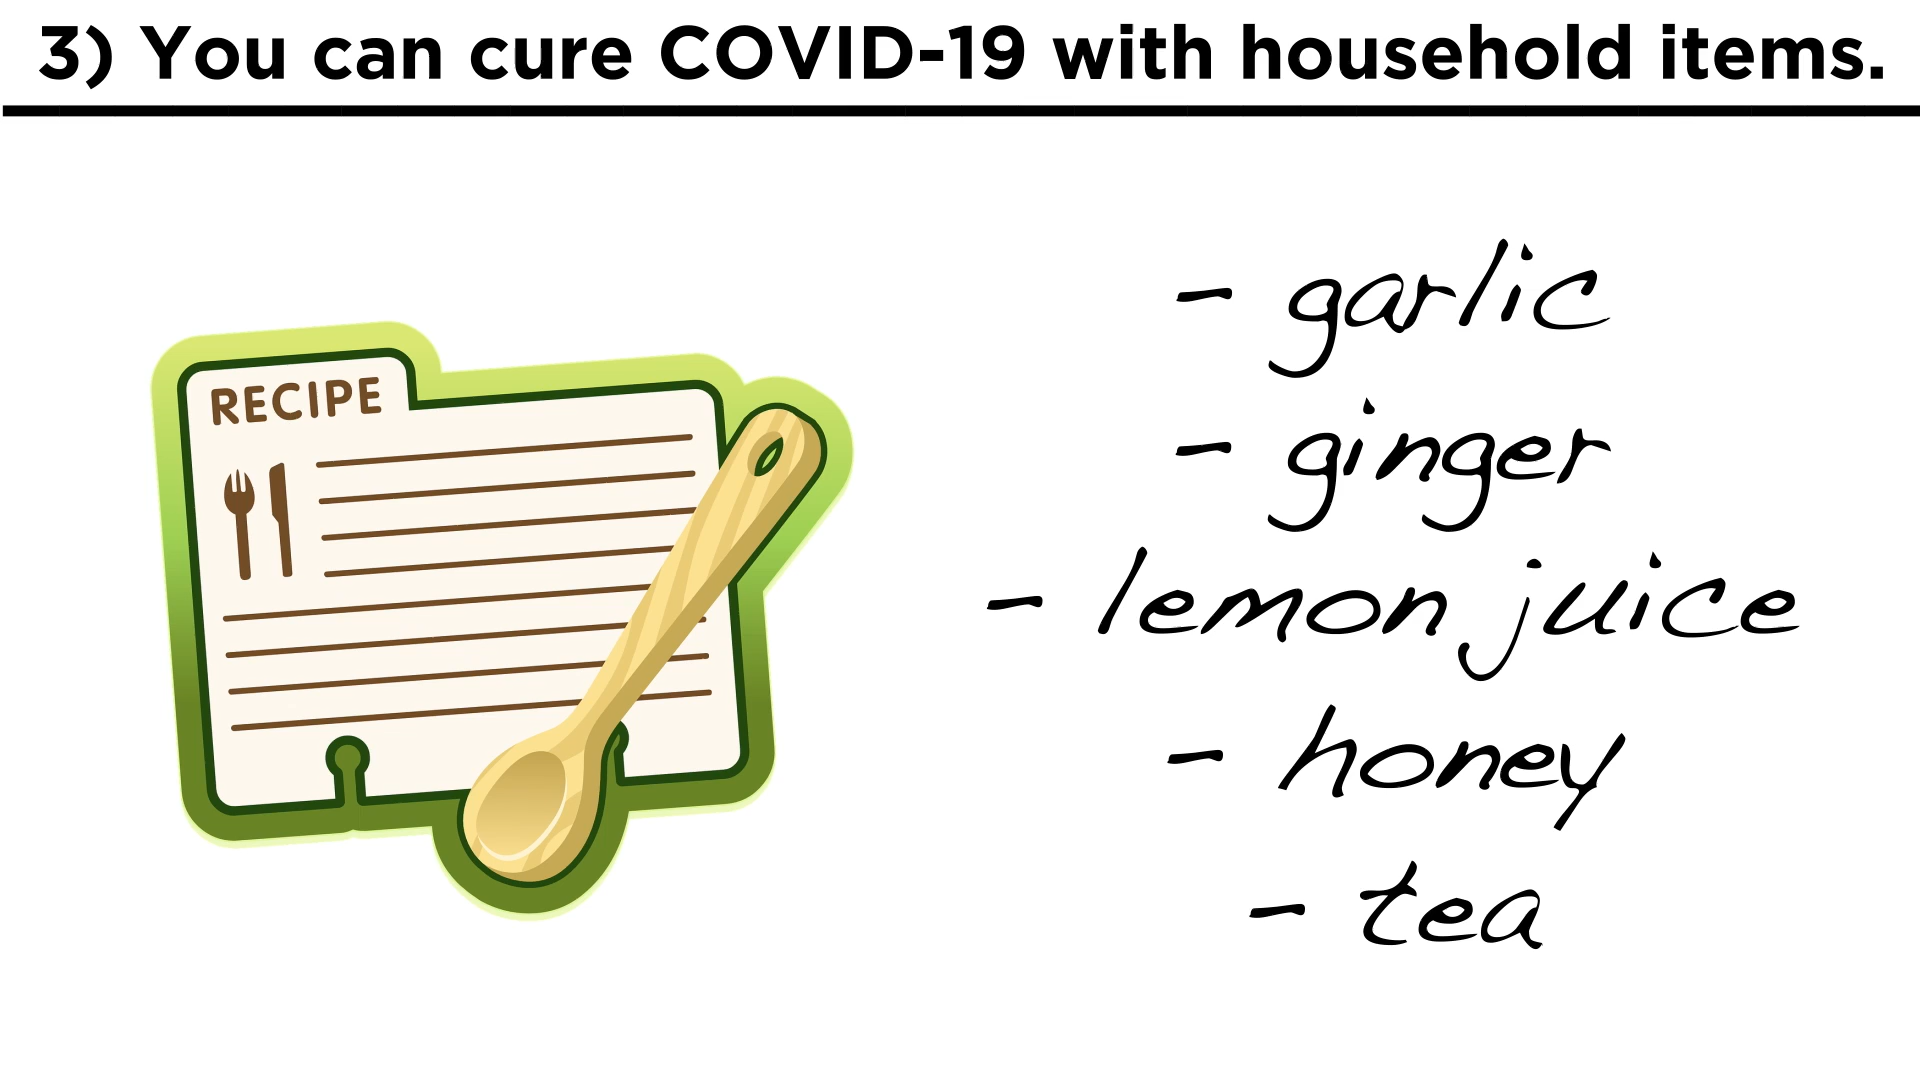 3) You can cure COVID-19 with household items.
RECIPE
- garlic
- ginger
- lemon juice
- honey
- tea